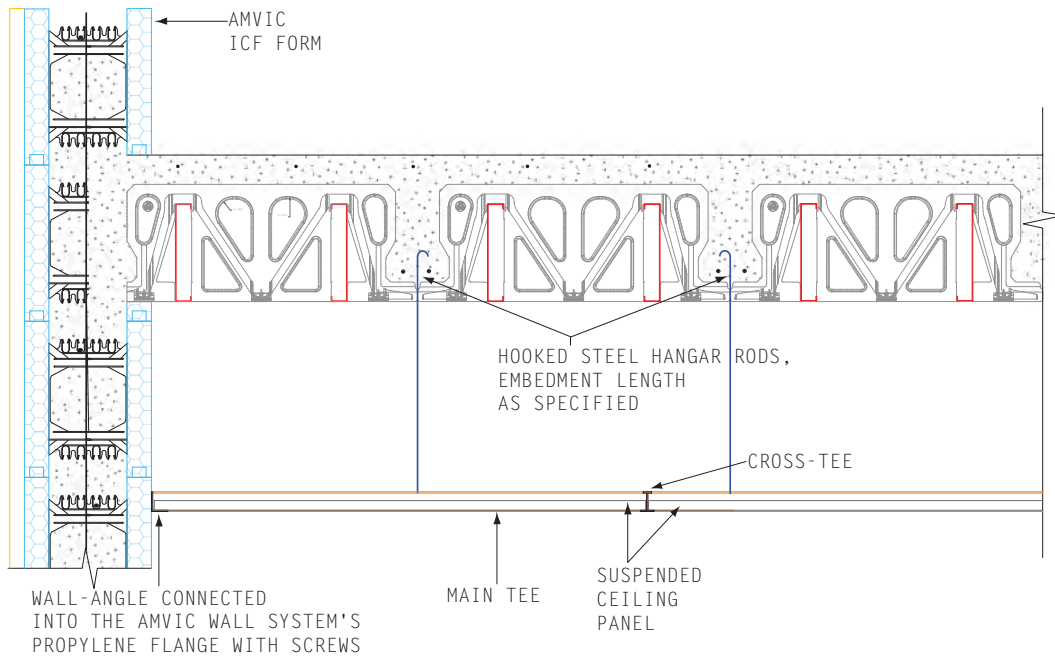 AMVIC
ICF FORM
HOOKED STEEL HANGAR RODS,
EMBEDMENT LENGTH
AS SPECIFIED
CROSS-TEE
WALL-ANGLE CONNECTED
INTO THE AMVIC WALL SYSTEM'S
PROPYLENE FLANGE WITH SCREWS
MAIN TEE
SUSPENDED
CEILING
PANEL